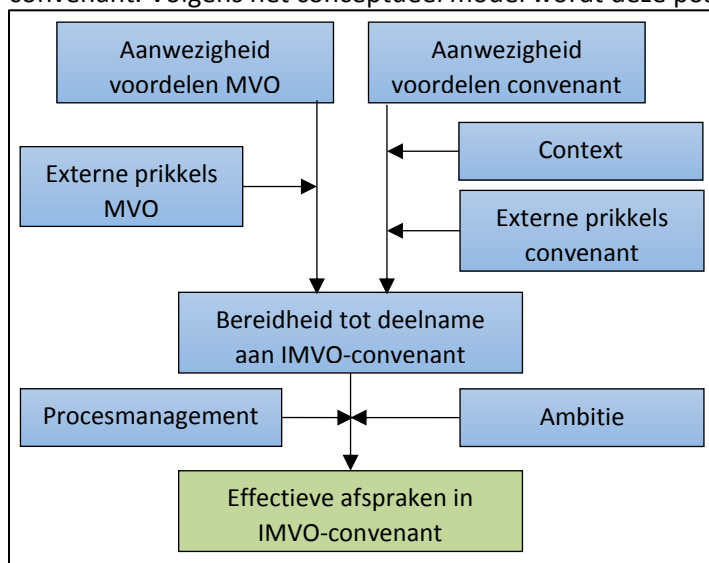 convenant. Volgens het conceptueel model wordt deze
Aanwezigheid
voordelen MVO
Aanwezigheid
voordelen convenant
Context
Externe prikkels
MVO
Externe prikkels
convenant
Bereidheid tot deelname
aan IMVO-convenant
Procesmanagement
Ambitie
Effectieve afspraken in
IMVO-convenant